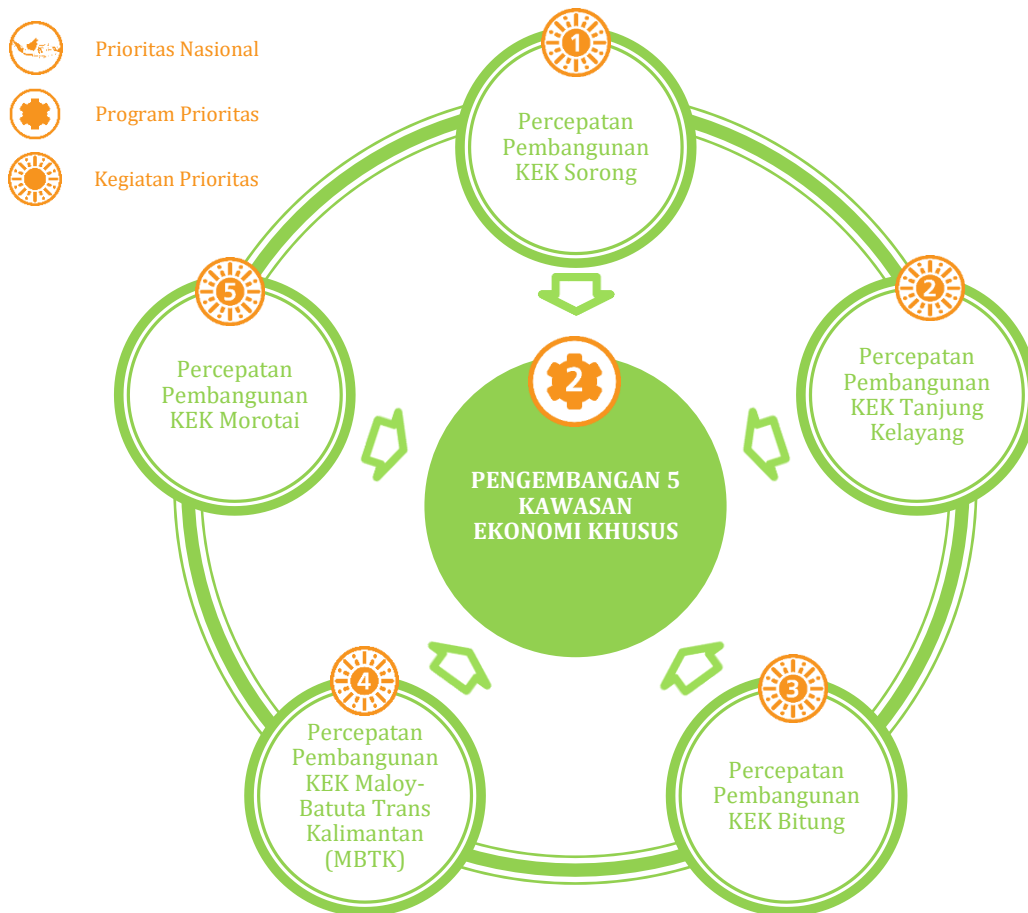 Prioritas Nasional
Program Prioritas
Kegiatan Prioritas
1
Percepatan
Pembangunan
KEK Sorong
2
Percepatan
Pembangunan
KEK Tanjung
Kelayang
3
Percepatan
Pembangunan
KEK Bitung
4
Percepatan
Pembangunan
KEK Maloy-
Batuta Trans
Kalimantan
(MBTK)
5
Percepatan
Pembangunan
KEK Morotai
2
PENGEMBANGAN 5
KAWASAN
EKONOMI KHUSUS